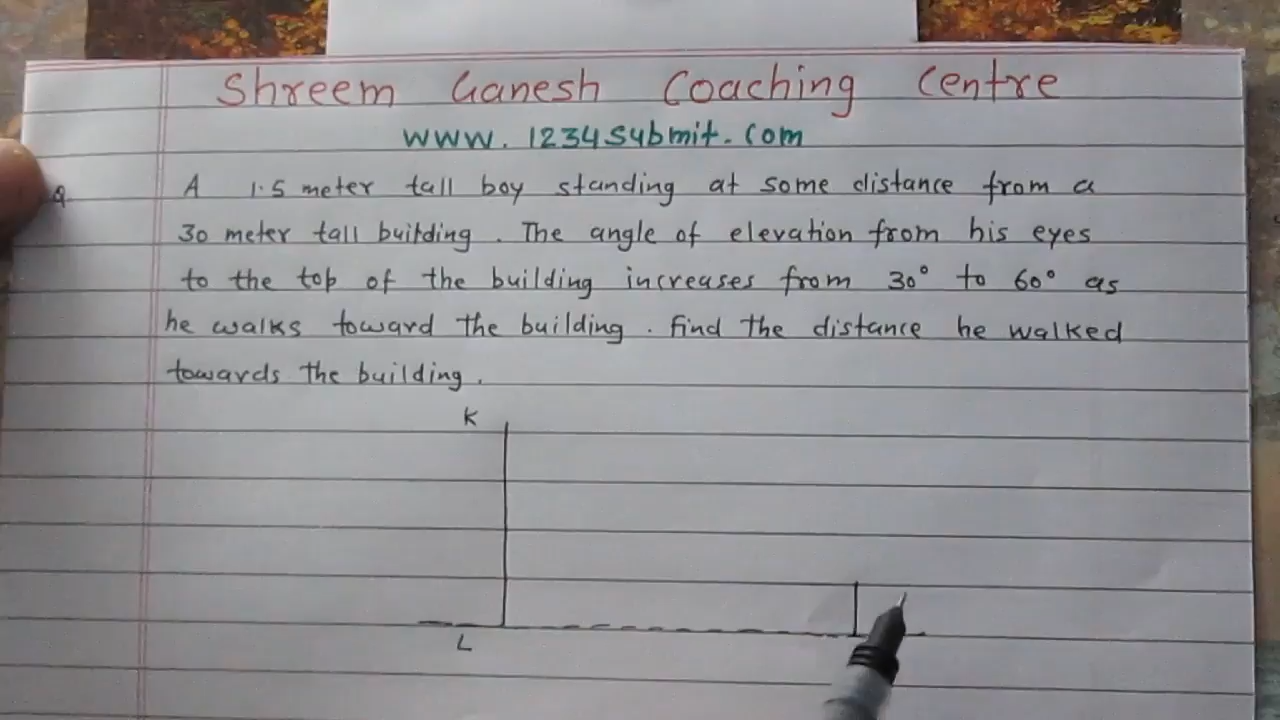 Shreem Ganesh Coaching Centre
www.1234submit.com
Q A 1.5 meter tall boy standing at some distance from a
30 meter tall building. The angle of elevation from his eyes
to the top of the building increases from 30° to 60° as
he walks toward the building. Find the distance he walked
towards the building.
K
L